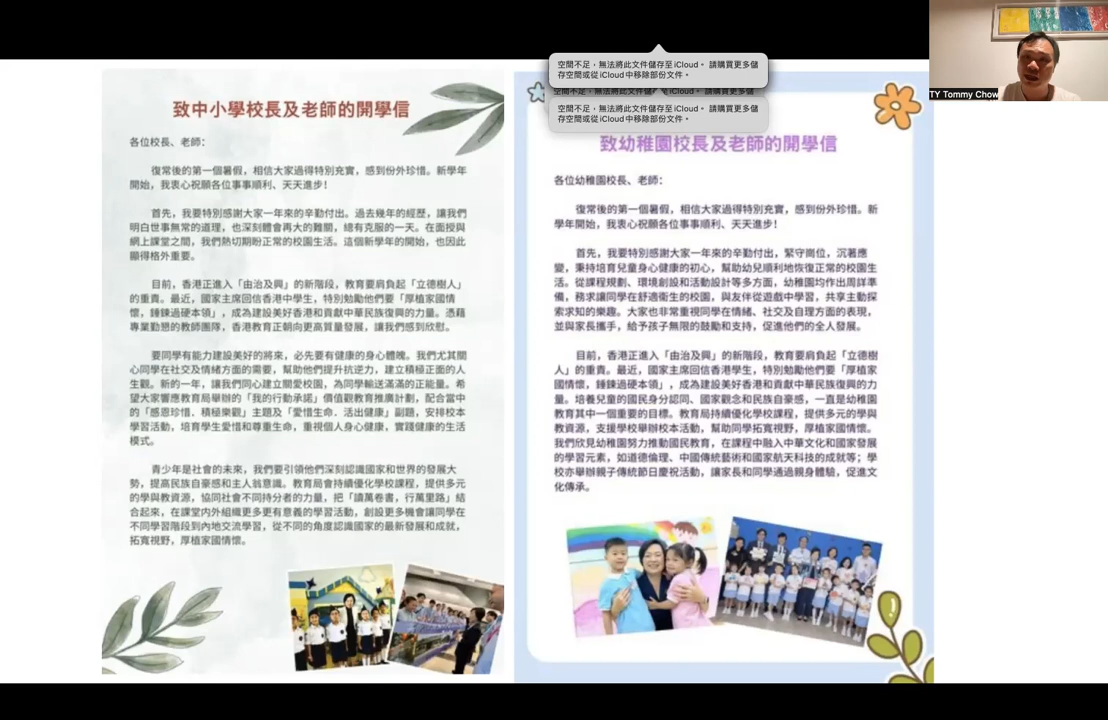 空間不足，無法將此文件儲存至 iCloud。 請購買更多儲
存空間或從 iCloud 中移除部份文件。
空間不足，無法將此文件儲存至 iCloud。 請購買更多儲
空間不足，無法將此文件儲存至 iCloud。 請購買更多儲
存空間或從 iCloud 中移除部份文件。
TY Tommy Chow
致中小學校長及老師的開學信
各位校長、老師：
復常後的第一個暑假，相信大家過得特別充實，感到份外珍惜。新學年
開始，我衷心祝願各位事事順利、天天進步！
首先，我要特別感謝大家一年來的辛勤付出。過去幾年的經歷，讓我們
明白世事無常的道理，也深刻體會再大的難關，總有克服的一天。在面授與
網上課堂之間，我們熱切期盼正常的校園生活。這個新學年的開始，也因此
顯得格外重要。
目前，香港正進入「由治及興」的新階段，教育要肩負起「立德樹人」
的重責。最近，國家主席回信香港中學生，特別勉勵他們要「厚植家國情
懷，錘鍊過硬本領」，成為建設美好香港和貢獻中華民族復興的力量。憑藉
專業勤懇的教師團隊，香港教育正朝向更高質量發展，讓我們感到欣慰。
要同學有能力建設美好的將來，必先要有健康的身心體魄。我們尤其關
心同學在社交及情緒方面的需要，幫助他們提升抗逆力，建立積極正面的人
生觀。新的一年，讓我們同心建立關愛校園，為同學輸送滿滿的正能量。希
望大家響應教育局舉辦的「我的行動承諾」價值觀教育推廣計劃，配合當中
的「感恩珍惜．積極樂觀」主題及「愛惜生命．活出健康」副題，安排校本
學習活動，培育學生愛惜和尊重生命，重視個人身心健康，實踐健康的生活
模式。
青少年是社會的未來，我們要引領他們深刻認識國家和世界的發展大
勢，提高民族自豪感和主人翁意識。教育局會持續優化學校課程，提供多元
的學與教資源，協同社會不同持分者的力量，把「讀萬卷書，行萬里路」結
合起來，在課堂內外組織更多更有意義的學習活動，創設更多機會讓同學在
不同學習階段到內地交流學習，從不同的角度認識國家的最新發展和成就，
拓寬視野，厚植家國情懷。
致幼稚園校長及老師的開學信
各位幼稚園校長、老師：
復常後的第一個暑假，相信大家過得特別充實，感到份外珍惜。新
學年開始，我衷心祝願各位事事順利、天天進步！
首先，我要特別感謝大家一年來的辛勤付出，緊守崗位，沉著應
變，秉持培育兒童身心健康的初心，幫助幼兒順利地恢復正常的校園生
活。從課程規劃、環境創設和活動設計等多方面，幼稚園均作出周詳準
備，務求讓同學在舒適衞生的校園，與友伴從遊戲中學習，共享主動探
索求知的樂趣。大家也非常重視同學在情緒、社交及自理方面的表現，
並與家長攜手，給予孩子無限的鼓勵和支持，促進他們的全人發展。
目前，香港正進入「由治及興」的新階段，教育要肩負起「立德樹
人」的重責。最近，國家主席回信香港學生，特別勉勵他們要「厚植家
國情懷，錘鍊過硬本領」，成為建設美好香港和貢獻中華民族復興的力
量。培養兒童的國民身分認同、國家觀念和民族自豪感，一直是幼稚園
教育其中一個重要的目標。教育局持續優化學校課程，提供多元的學與
教資源，支援學校舉辦校本活動，幫助同學拓寬視野，厚植家國情懷。
我們欣見幼稚園努力推動國民教育，在課程中融入中華文化和國家發展
的學習元素，如道德倫理、中國傳統藝術和國家航天科技的成就等；學
校亦舉辦親子傳統節日慶祝活動，讓家長和同學通過親身體驗，促進文
化傳承。